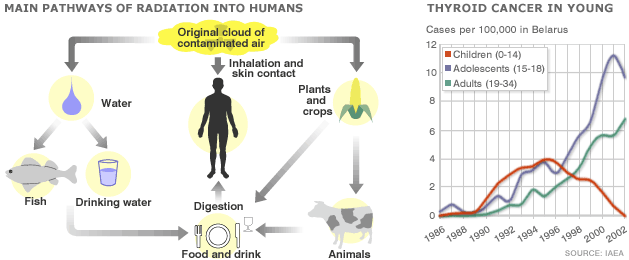 MAIN PATHWAYS OF RADIATION INTO HUMANS
Original cloud of
contaminated air
Inhalation and
skin contact
Water
Plants
and
crops
Fish
Drinking water
Digestion
Food and drink
Animals
THYROID CANCER IN YOUNG
Cases per 100,000 in Belarus
Children (0-14)
Adolescents (15-18)
Adults (19-34)
12
10
8
6
4
2
0
1986 1988 1990 1992 1994 1996 1998 2000 2002
SOURCE: IAEA